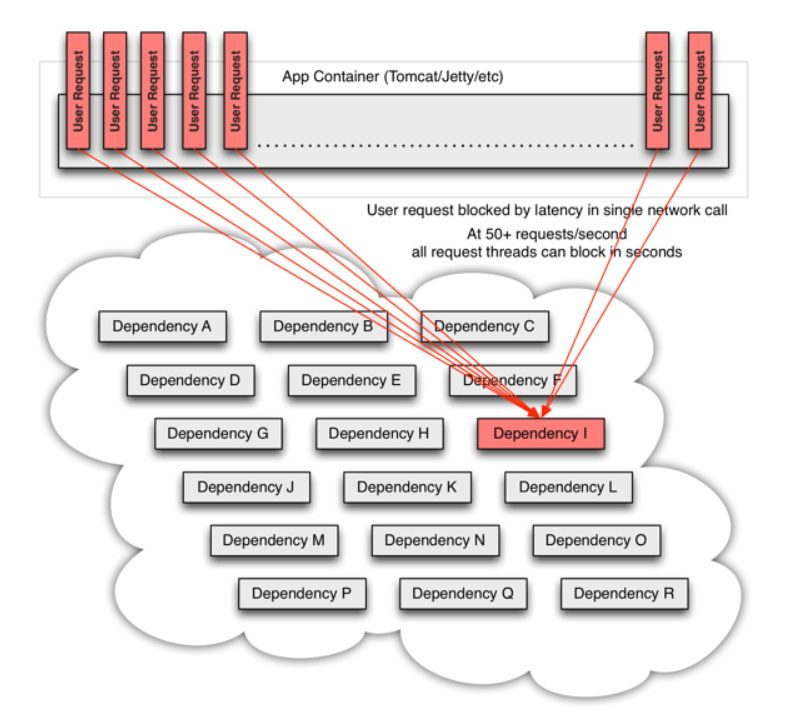 User Request
User Request
User Request
User Request
User Request
User Request
User Request
App Container (Tomcat/Jetty/etc)
User request blocked by latency in single network call
At 50+ requests/second
all request threads can block in seconds
Dependency A
Dependency B
Dependency C
Dependency D
Dependency E
Dependency F
Dependency G
Dependency H
Dependency I
Dependency J
Dependency K
Dependency L
Dependency M
Dependency N
Dependency O
Dependency P
Dependency Q
Dependency R